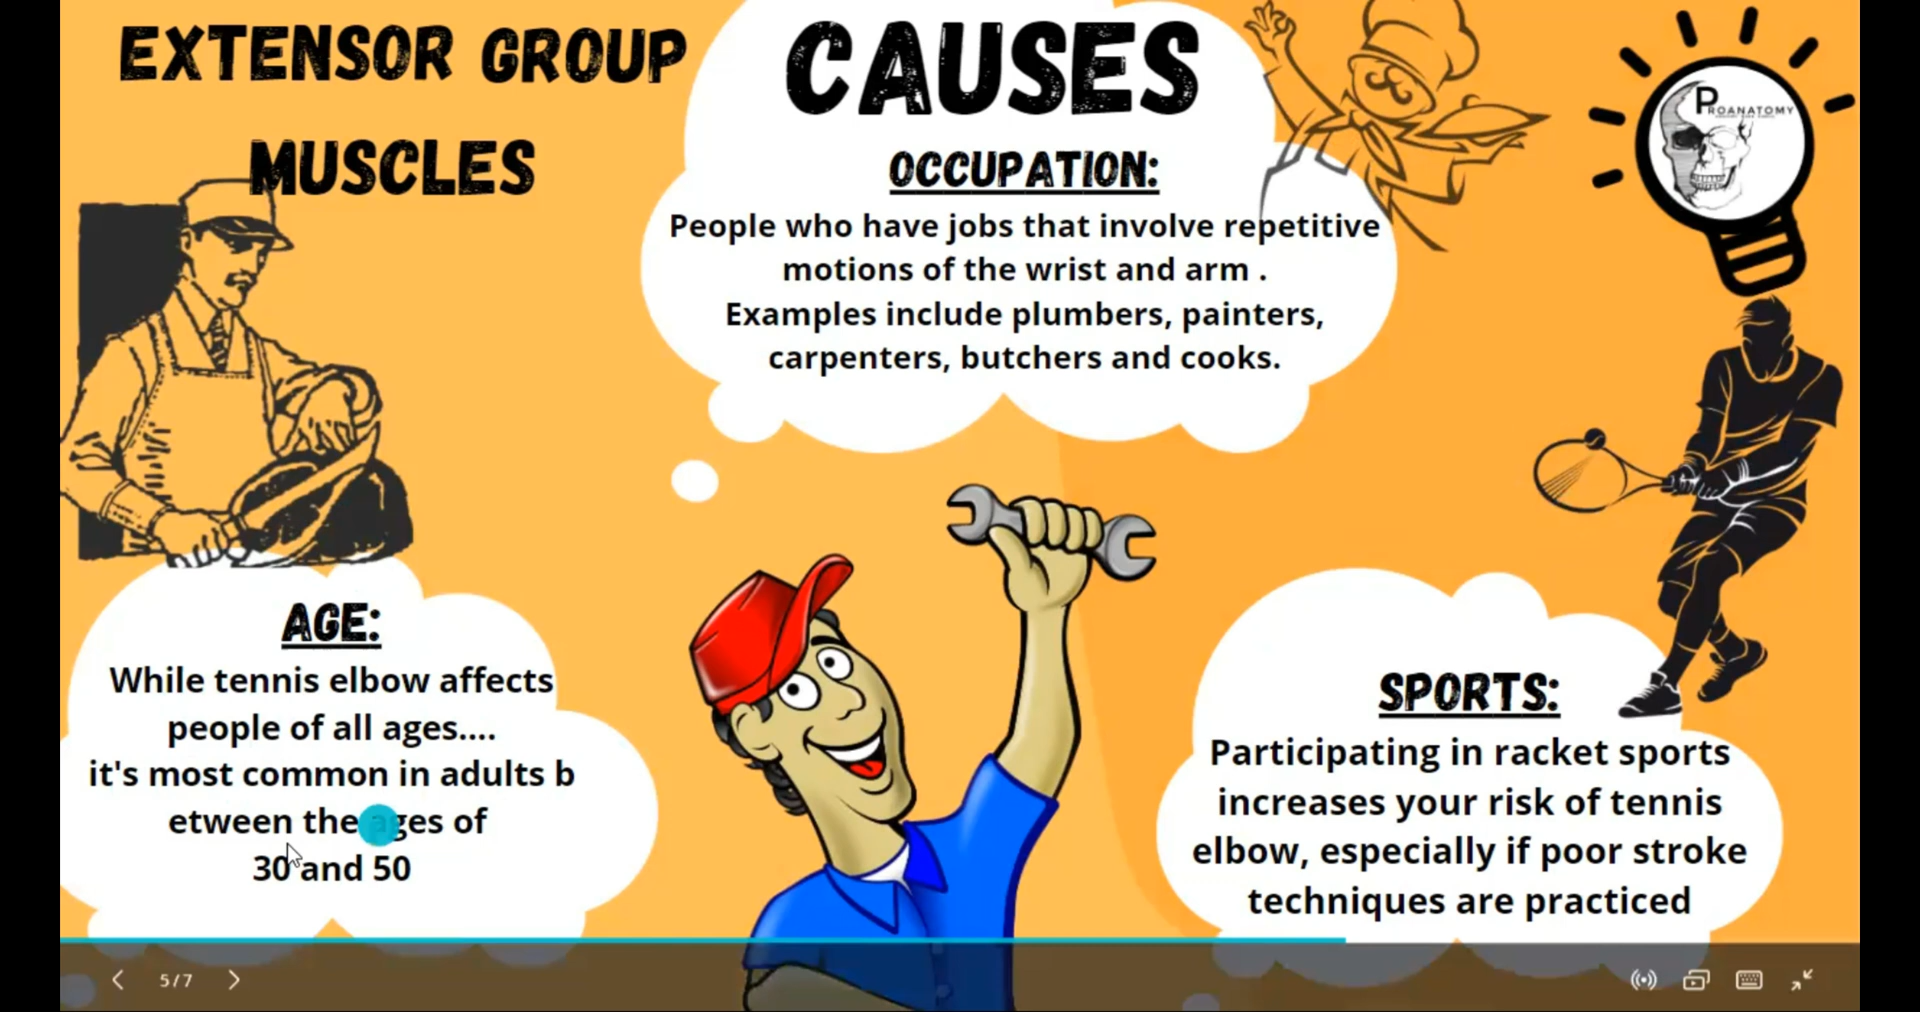 EXTENSOR GROUP
MUSCLES
CAUSES
OCCUPATION:
People who have jobs that involve repetitive
motions of the wrist and arm .
Examples include plumbers, painters,
carpenters, butchers and cooks.
PROANATOMY
AGE:
While tennis elbow affects
people of all ages....
it's most common in adults b
etween the ages of
30 and 50
SPORTS:
Participating in racket sports
increases your risk of tennis
elbow, especially if poor stroke
techniques are practiced
5/7